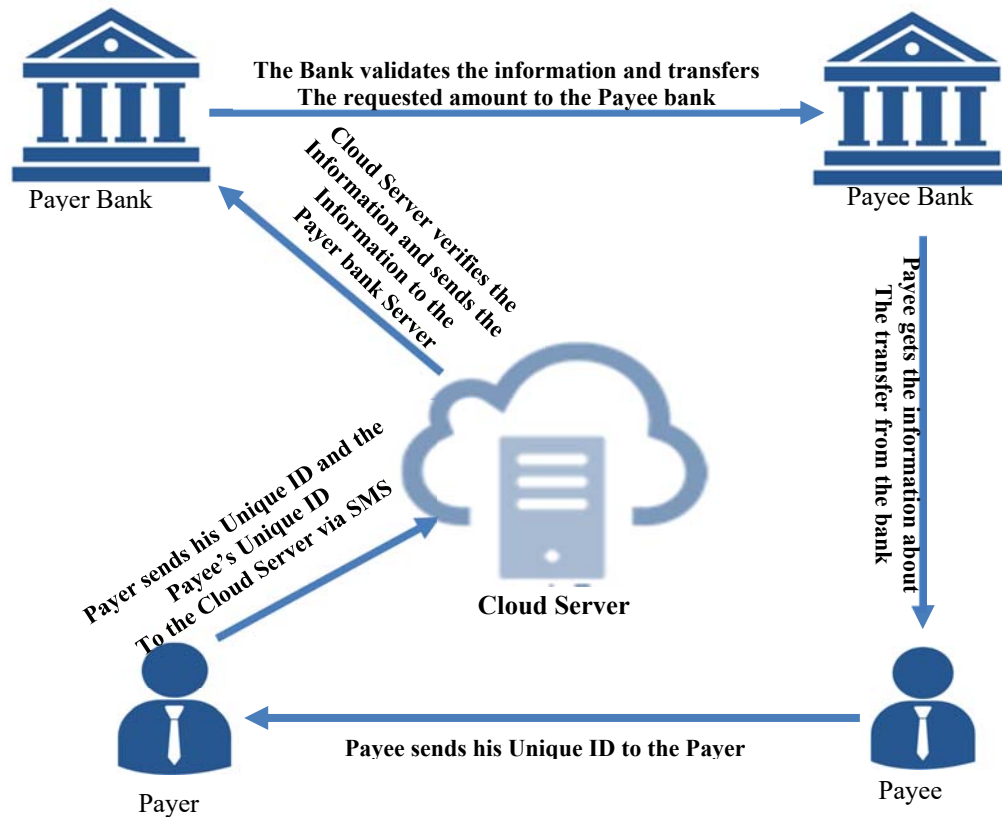 The Bank validates the information and transfers
The requested amount to the Payee bank
Payer Bank
Payee Bank
Cloud Server verifies the
Information and sends the
Information to the
Payer bank Server
Payee gets the information about
The transfer from the bank
Payer sends his Unique ID and the
Payee’s Unique ID
To the Cloud Server via SMS
Cloud Server
Payee sends his Unique ID to the Payer
Payer
Payee